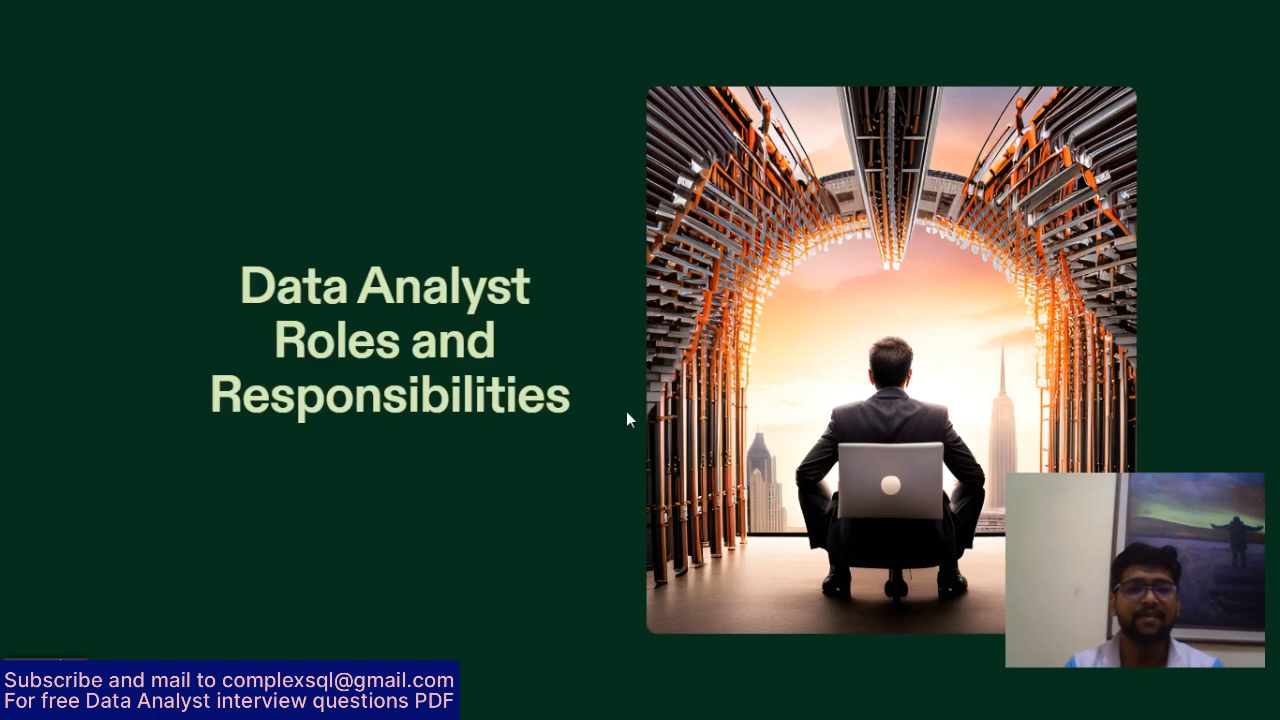 Data Analyst
Roles and
Responsibilities
Subscribe and mail to complexsql@gmail.com
For free Data Analyst interview questions PDF